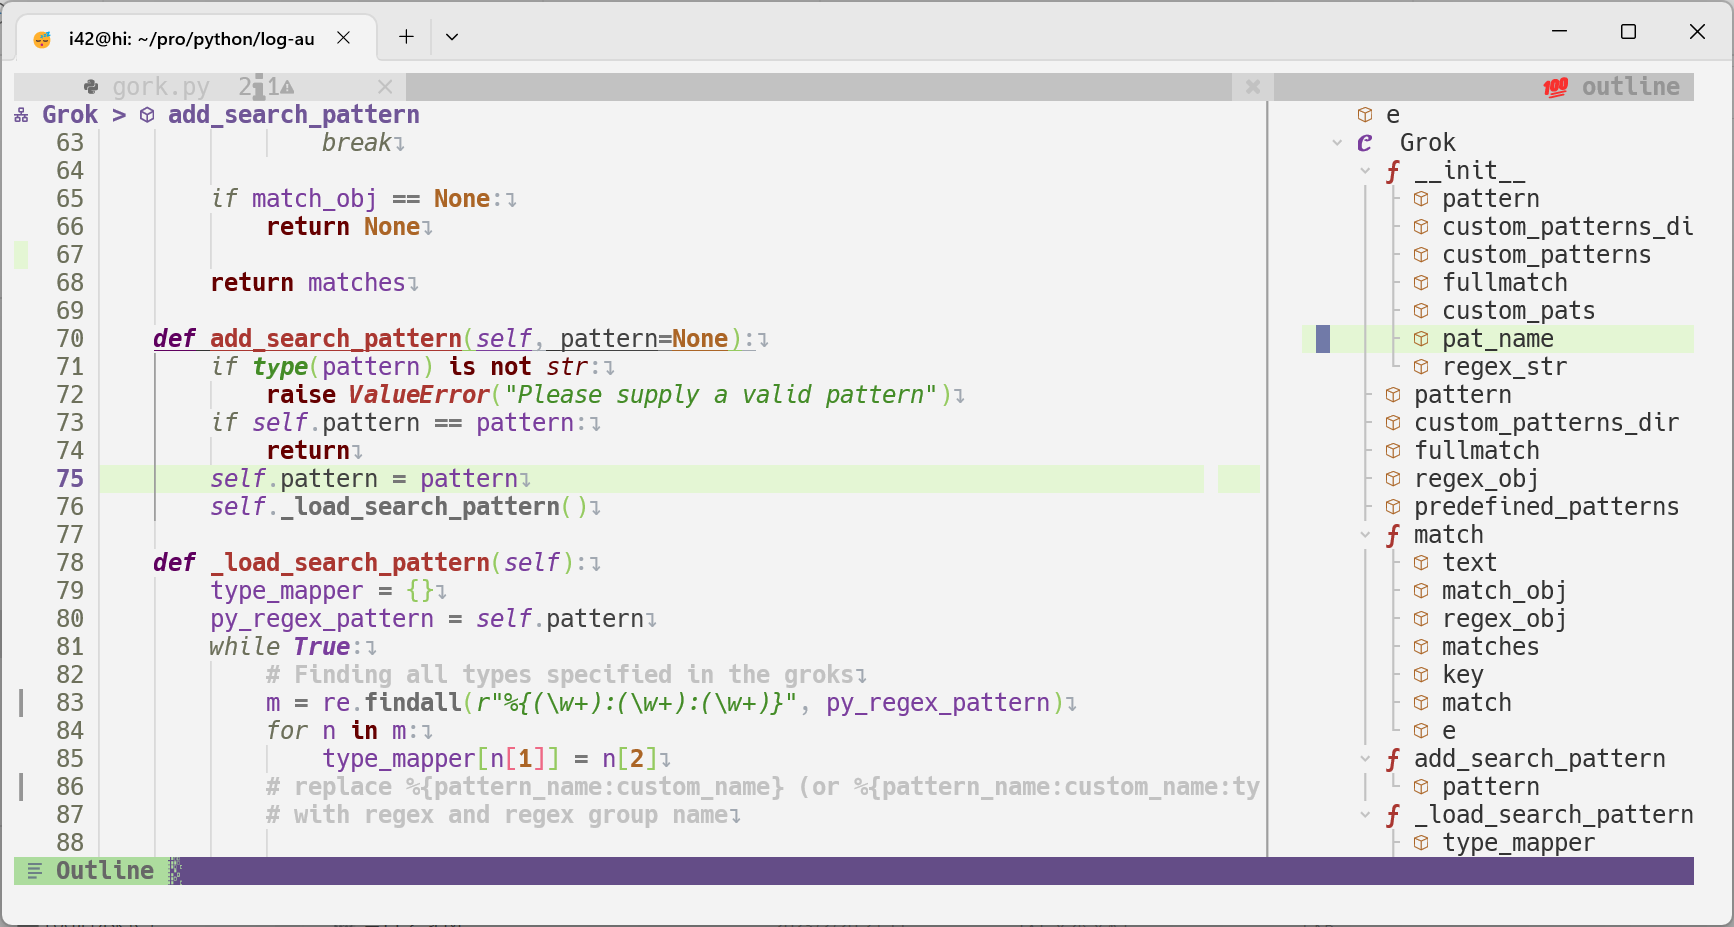 i42@hi: ~/pro/python/log-au
gork.py 2 1
outline
Grok > add_search_pattern
63 break
64
65 if match_obj == None:
66 return None
67
68 return matches
69
70 def add_search_pattern(self, pattern=None):
71 if type(pattern) is not str:
72 raise ValueError("Please supply a valid pattern")
73 if self.pattern == pattern:
74 return
75 self.pattern = pattern
76 self._load_search_pattern()
77
78 def _load_search_pattern(self):
79 type_mapper = {}
80 py_regex_pattern = self.pattern
81 while True:
82 # Finding all types specified in the groks
83 m = re.findall(r"%{(\w+):(\w+):(\w+)}", py_regex_pattern)
84 for n in m:
85 type_mapper[n[1]] = n[2]
86 # replace %{pattern_name:custom_name} (or %{pattern_name:custom_name:ty
87 # with regex and regex group name
88
e
Grok
__init__
pattern
custom_patterns_di
custom_patterns
fullmatch
custom_pats
pat_name
regex_str
pattern
custom_patterns_dir
fullmatch
regex_obj
predefined_patterns
match
text
match_obj
regex_obj
matches
key
match
e
add_search_pattern
pattern
_load_search_pattern
type_mapper
Outline